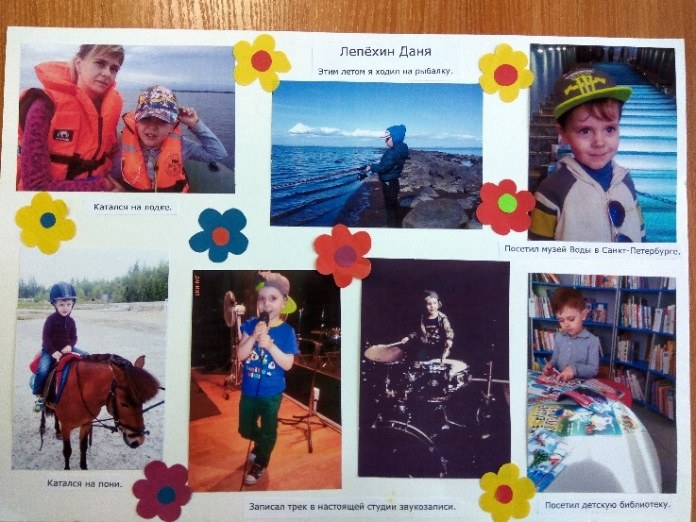 Лепёхин Даня
Этим летом я ходил на рыбалку.
Катался на лодке.
Посетил музей Воды в Санкт-Петербурге.
Катался на пони.
Записал трек в настоящей студии звукозаписи.
Посетил детскую библиотеку.